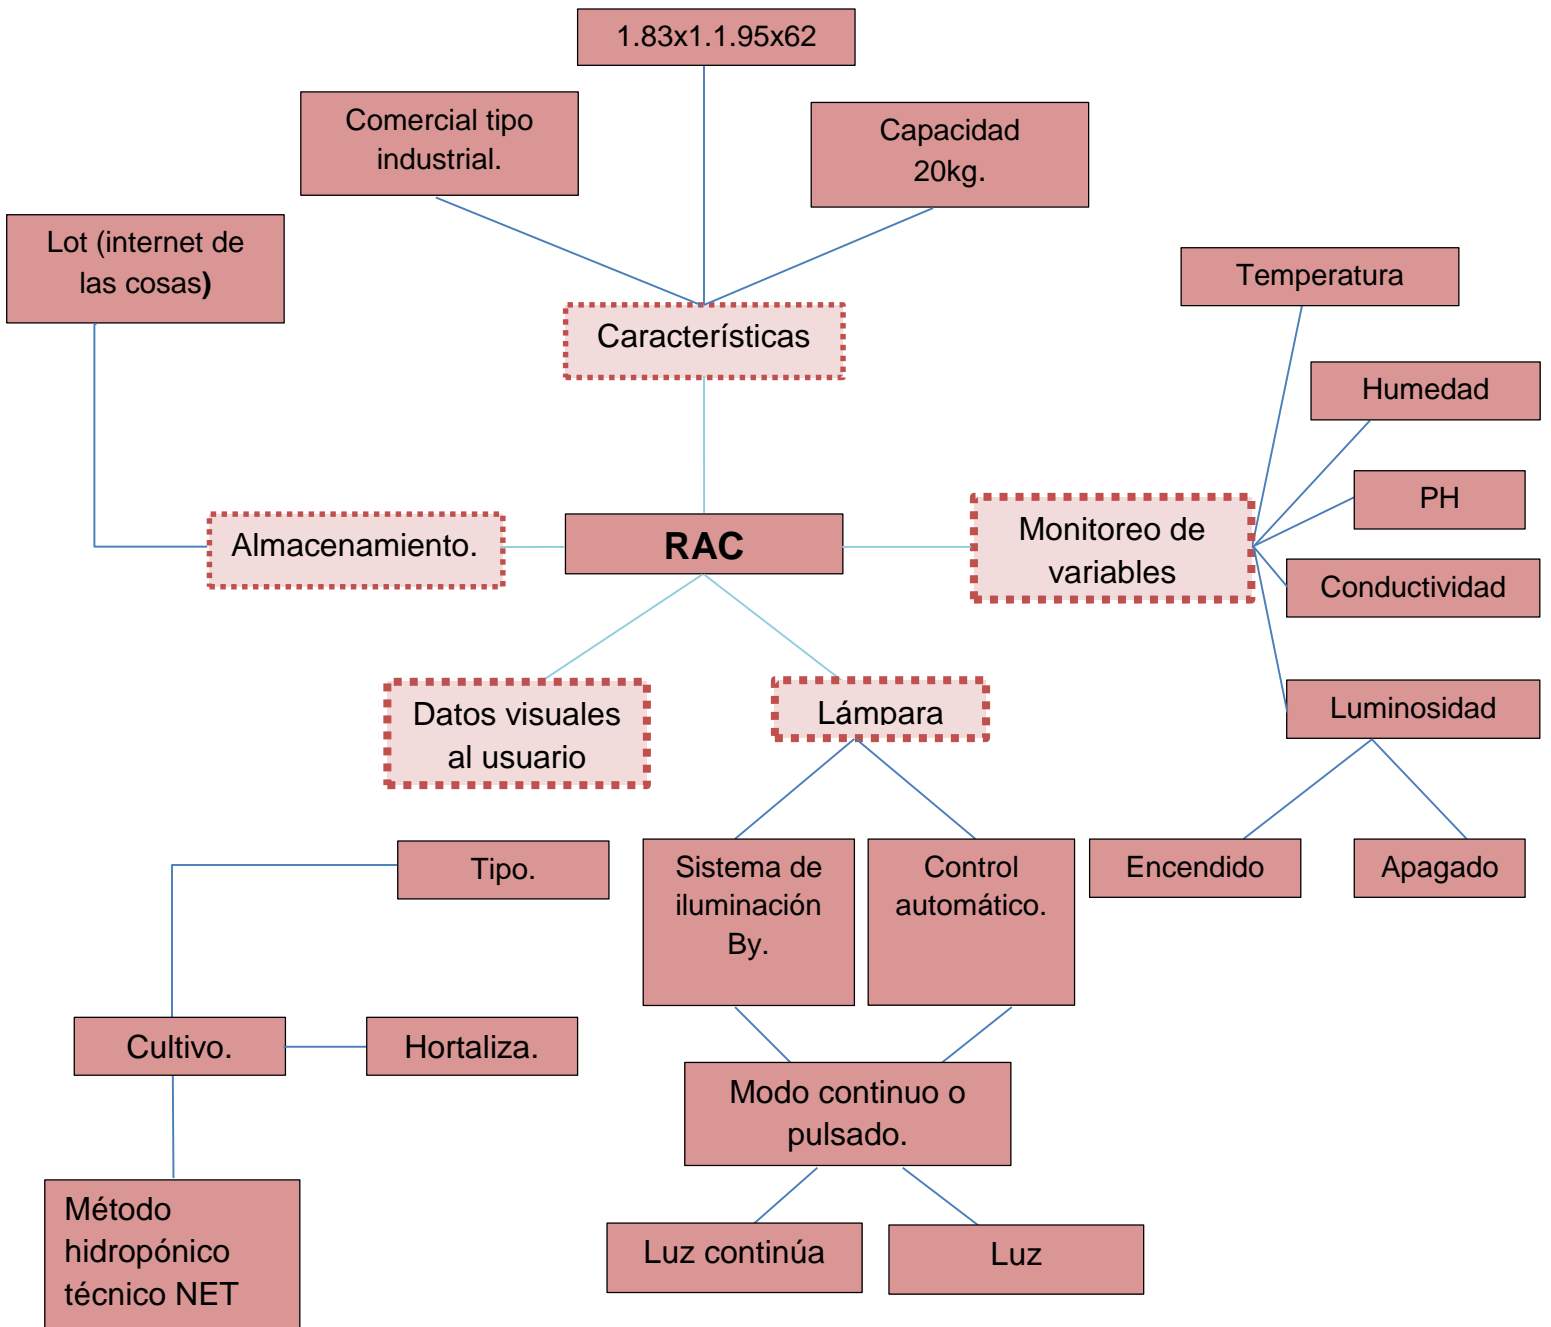 1.83x1.1.95x62
Comercial tipo
industrial.
Capacidad
20kg.
Lot (internet de
las cosas)
Temperatura
Características
Humedad
PH
Almacenamiento.
RAC
Monitoreo de
variables
Conductividad
Datos visuales
al usuario
Lámpara
Luminosidad
Tipo.
Sistema de
iluminación
By.
Control
automático.
Encendido
Apagado
Cultivo.
Hortaliza.
Modo continuo o
pulsado.
Método
hidropónico
técnico NET
Luz continúa
Luz